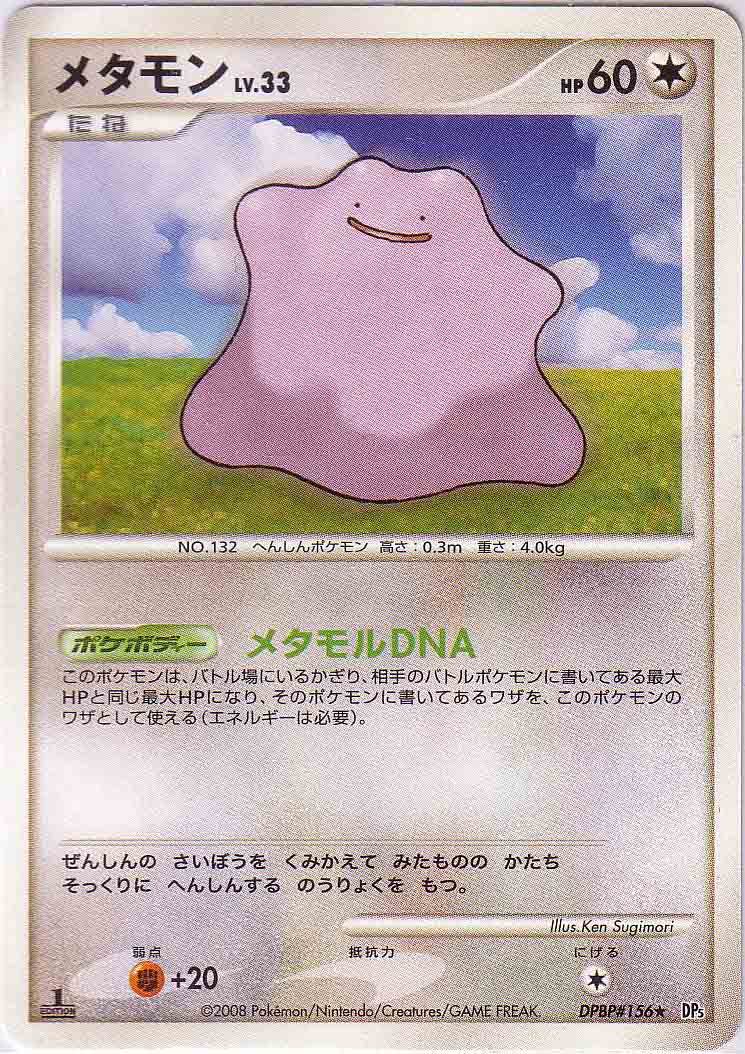 メタモン LV.33 HP60
たね
NO.132 へんしんポケモン 高さ:0.3m 重さ:4.0kg
ポケボディー メタモルDNA
このポケモンは、バトル場にいるかぎり、相手のバトルポケモンに書いてある最大
HPと同じ最大HPになり、そのポケモンに書いてあるワザを、このポケモンの
ワザとして使える(エネルギーは必要)。
ぜんしんの さいぼうを くみかえて みたものの かたち
そっくりに へんしんする のうりょくを もつ。
Illus.Ken Sugimori
弱点 抵抗力 にげる
+20
1 EDITION ©2008 Pokémon/Nintendo/Creatures/GAME FREAK. DPBP#156★ DPs